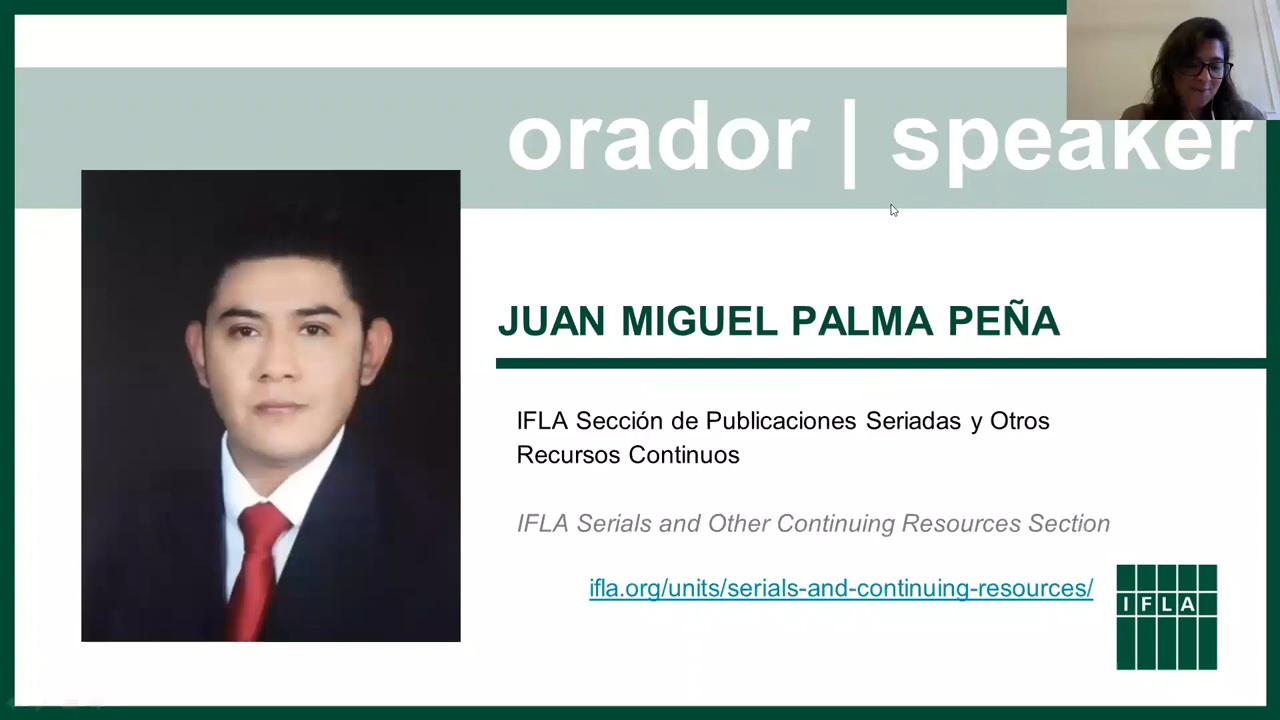 orador | speaker
JUAN MIGUEL PALMA PEÑA
IFLA Sección de Publicaciones Seriadas y Otros
Recursos Continuos
IFLA Serials and Other Continuing Resources Section
ifla.org/units/serials-and-continuing-resources/
IFLA